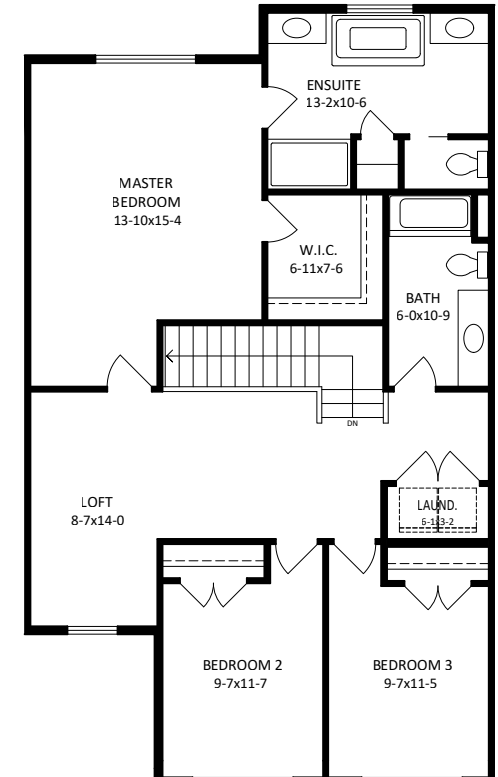 ENSUITE
13-2x10-6
MASTER
BEDROOM
13-10x15-4
W.I.C.
6-11x7-6
BATH
6-0x10-9
DN
LOFT
8-7x14-0
LAUND.
BEDROOM 2
9-7x11-7
BEDROOM 3
9-7x11-5